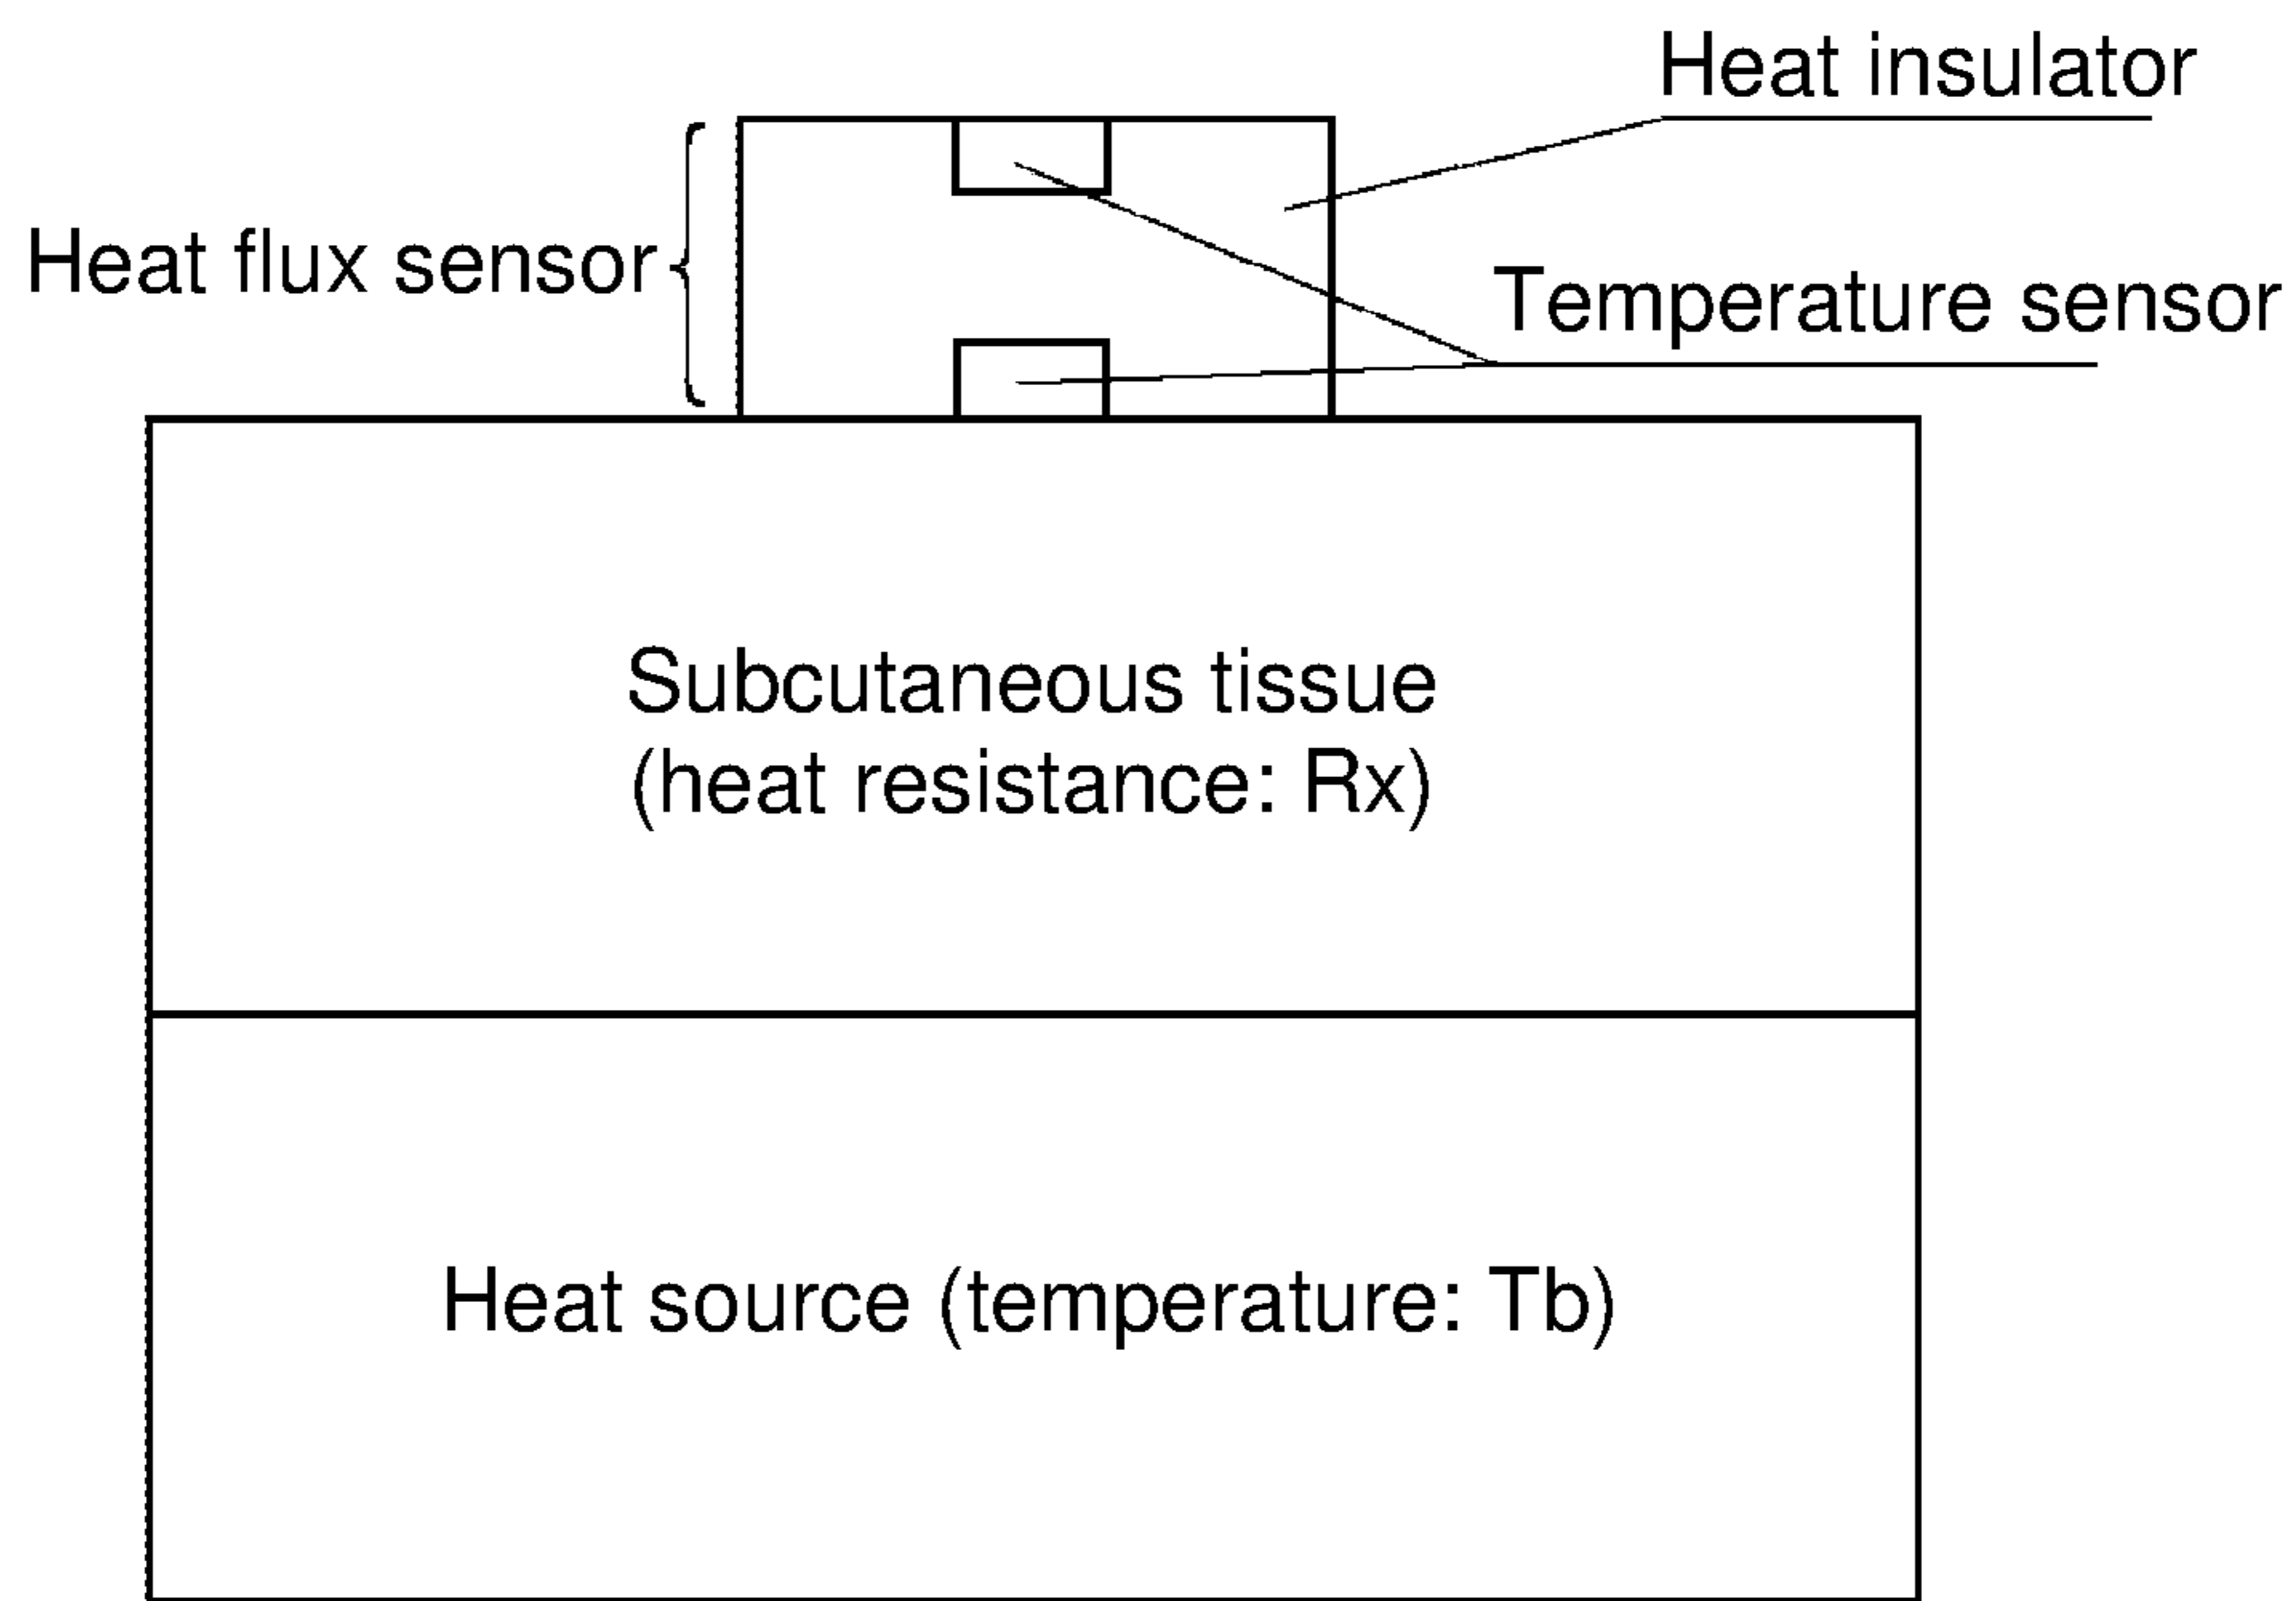 Heat insulator
Heat flux sensor
Temperature sensor
Subcutaneous tissue
(heat resistance: Rx)
Heat source (temperature: Tb)